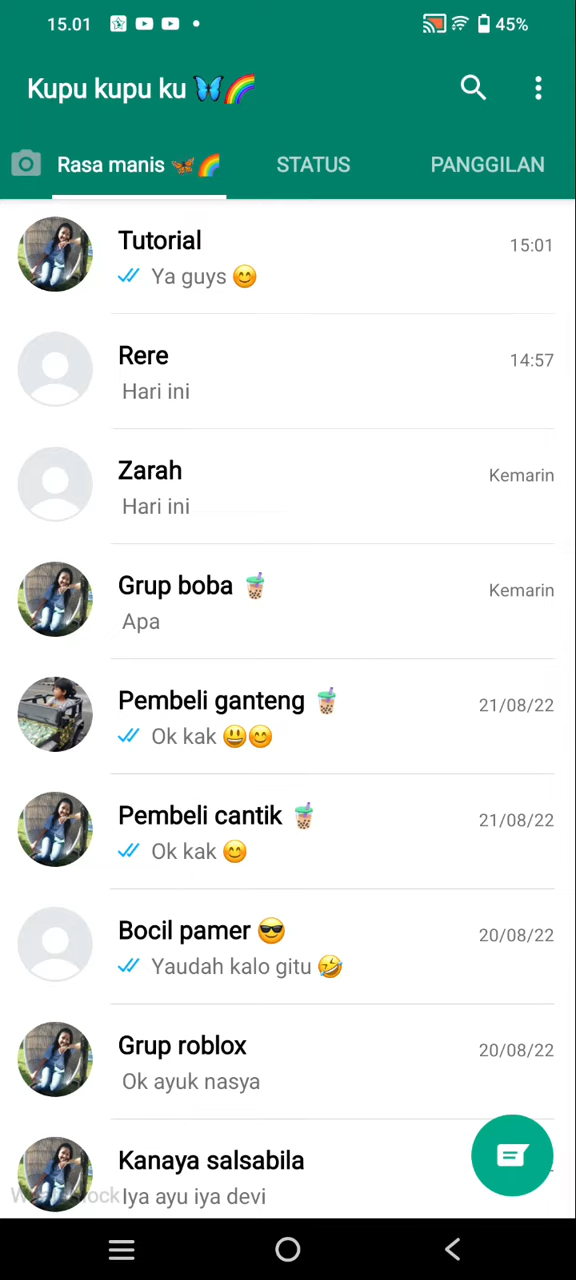 15.01
45%
Kupu kupu ku 🦋🌈
Rasa manis 🦋🌈
STATUS
PANGGILAN
Tutorial
15:01
Ya guys 😊
Rere
14:57
Hari ini
Zarah
Kemarin
Hari ini
Grup boba 🧋
Kemarin
Apa
Pembeli ganteng 🧋
21/08/22
Ok kak 😃😊
Pembeli cantik 🧋
21/08/22
Ok kak 😊
Bocil pamer 😎
20/08/22
Yaudah kalo gitu 🤣
Grup roblox
20/08/22
Ok ayuk nasya
Kanaya salsabila
Iya ayu iya devi